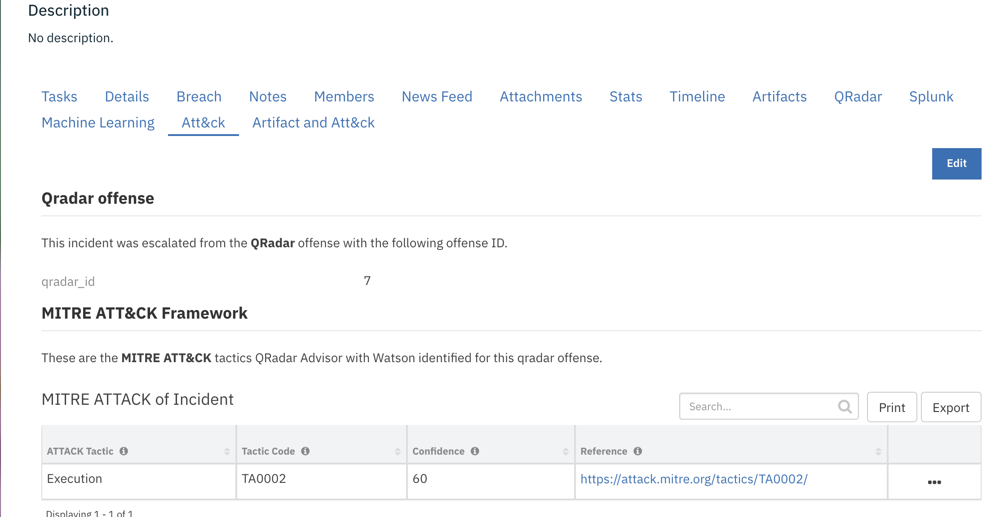 Description
No description.
Tasks Details Breach Notes Members News Feed Attachments Stats Timeline Artifacts QRadar Splunk
Machine Learning Att&ck Artifact and Att&ck
Edit
Qradar offense
This incident was escalated from the QRadar offense with the following offense ID.
qradar_id 7
MITRE ATT&CK Framework
These are the MITRE ATT&CK tactics QRadar Advisor with Watson identified for this qradar offense.
MITRE ATTACK of Incident Search... Print Export
ATTACK Tactic Tactic Code Confidence Reference
Execution TA0002 60 https://attack.mitre.org/tactics/TA0002/
Displaying 1 - 1 of 1